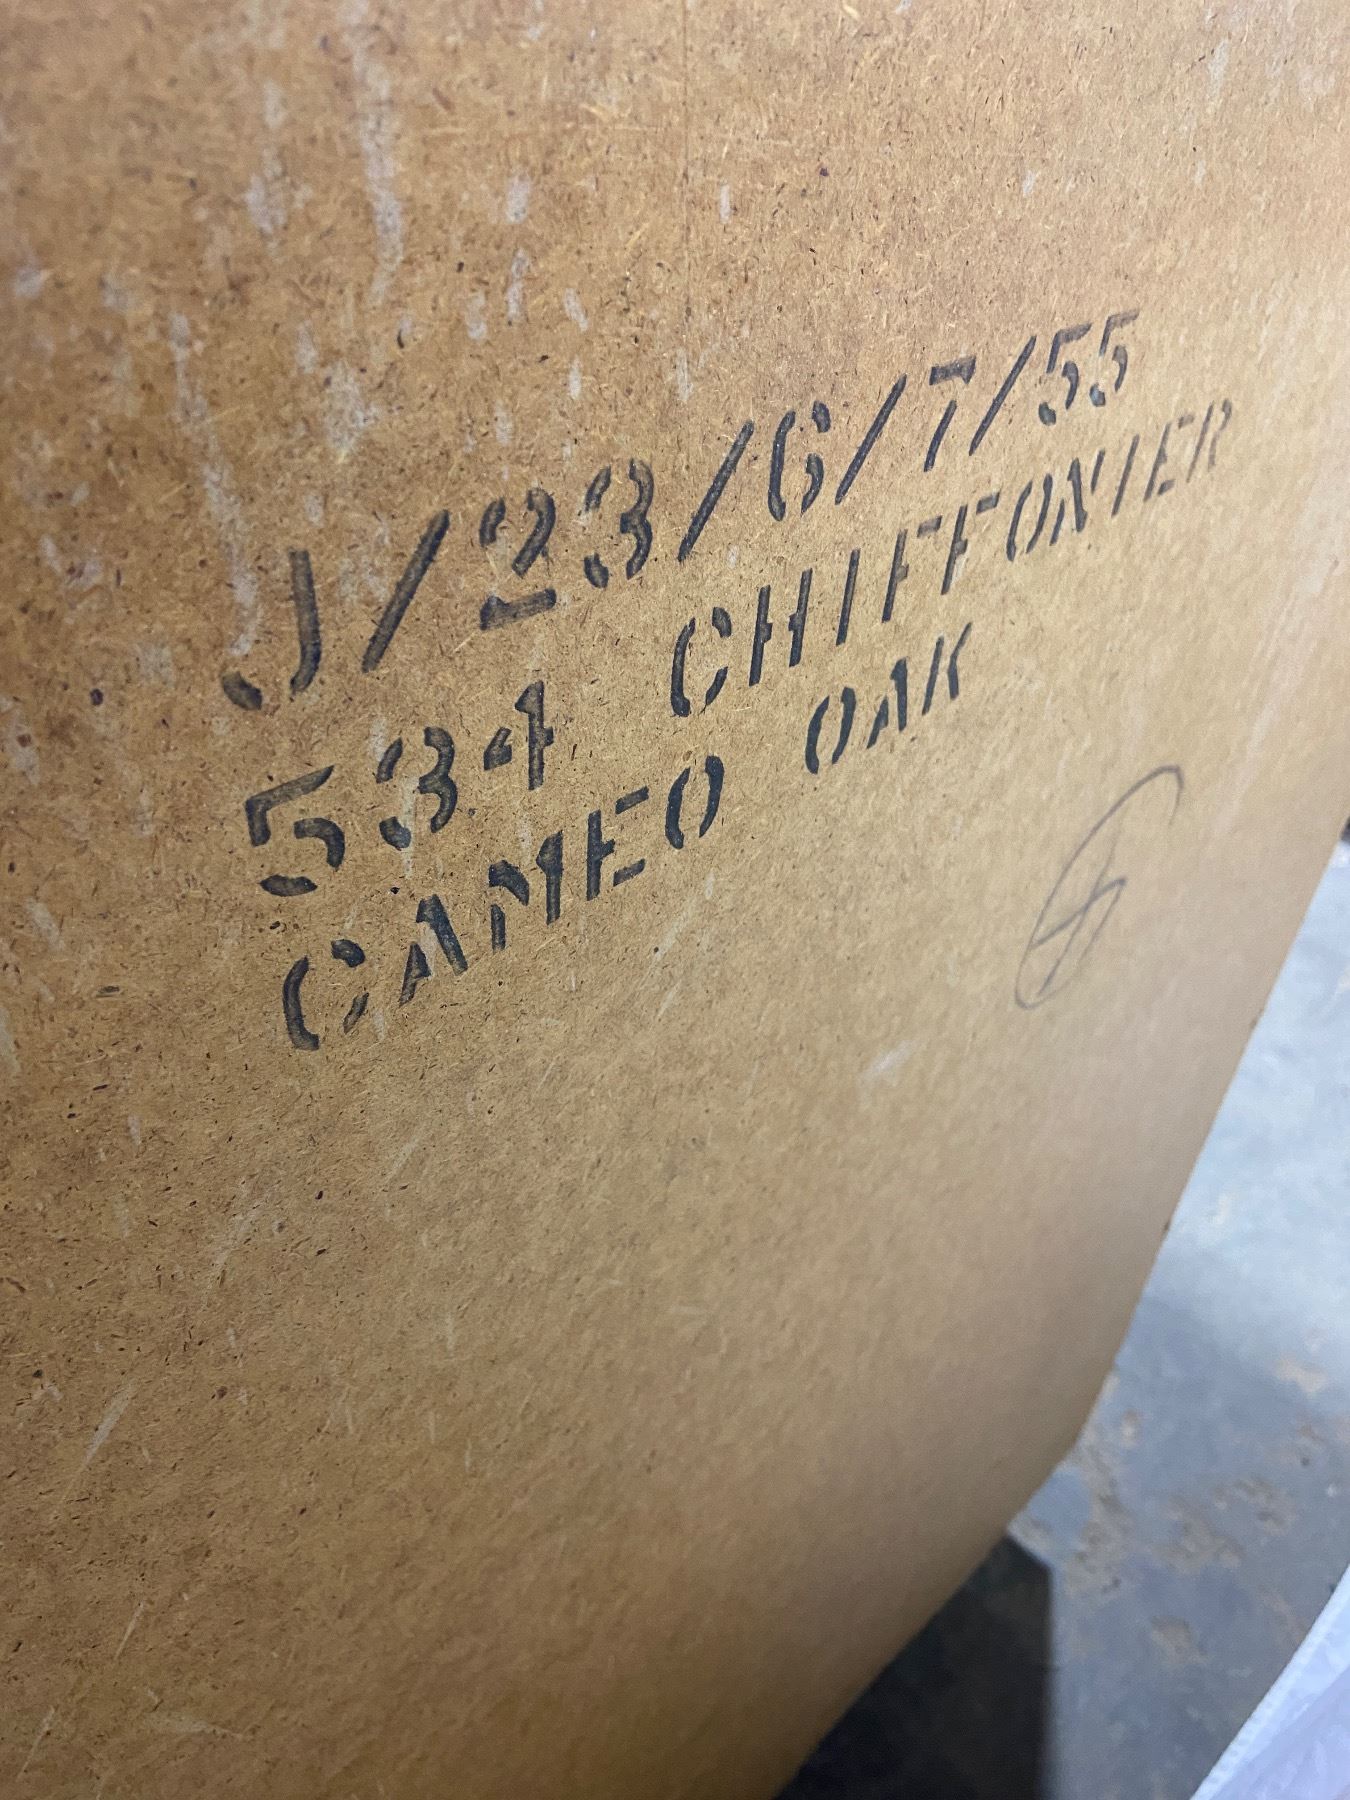 J/23/6/7/55
534 CHIFFONIER
CAMEO OAK